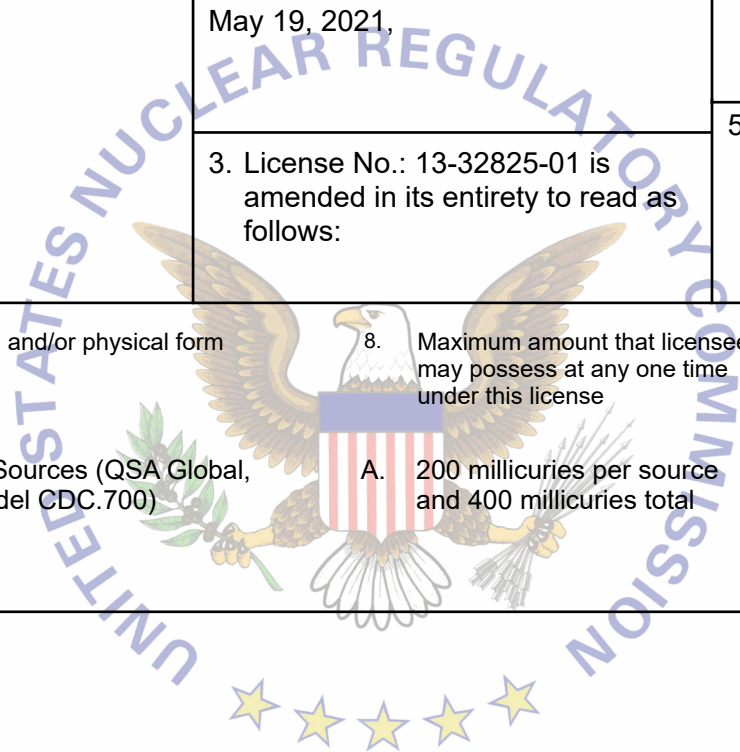 May 19, 2021,
5
3. License No.: 13-32825-01 is
amended in its entirety to read as
follows:
and/or physical form
8. Maximum amount that licensee
may possess at any one time
under this license
Sources (QSA Global,
del CDC.700)
A. 200 millicuries per source
and 400 millicuries total
UNITED STATES NUCLEAR REGULATORY COMMISSION